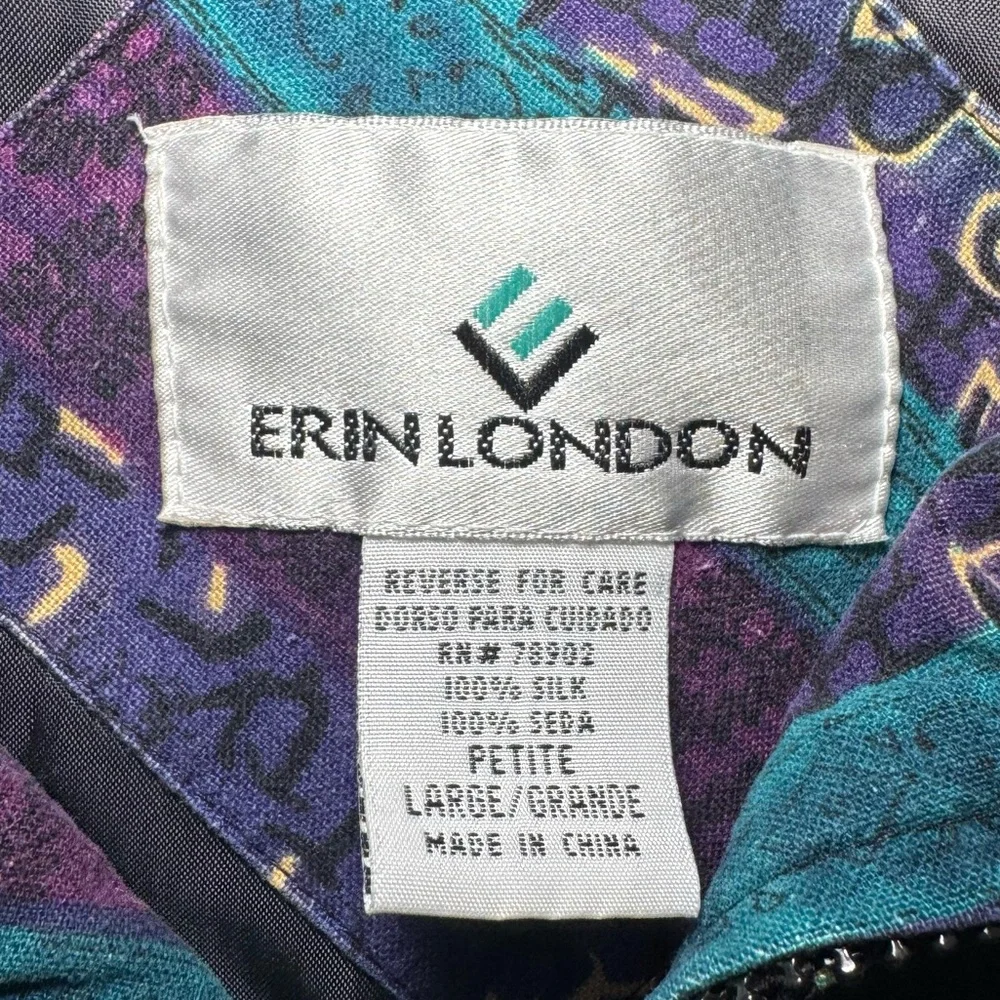 ERIN LONDON
REVERSE FOR CARE
DORSO PARA CUIDADO
RN# 78902
100% SILK
100% SEDA
PETITE
LARGE/GRANDE
MADE IN CHINA